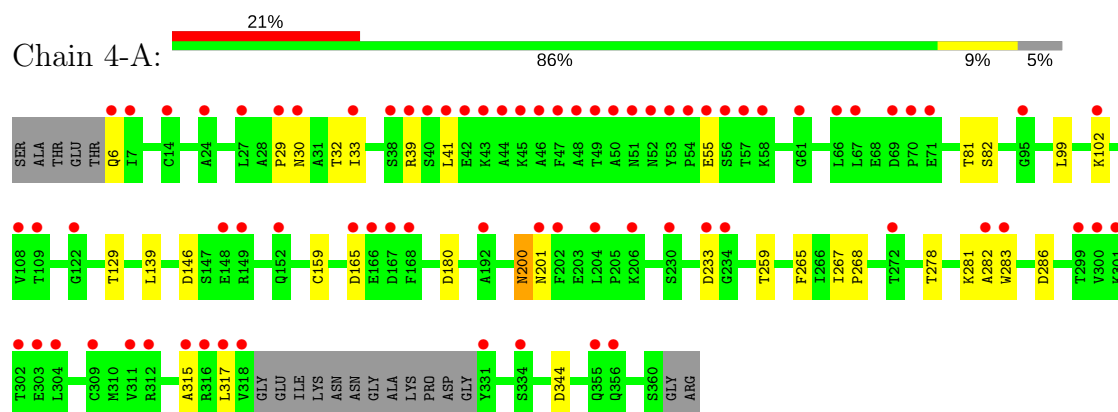 21%
Chain 4-A:
86% 9% 5%
SER ALA THR GLU THR Q6 I7 C14 A24 L27 A28 P29 N30 A31 T32 I33 S38 R39 S40 L41 E42 K43 A44 K45 A46 F47 A48 T49 A50 N51 N52 Y53 P54 E55 S56 T57 K58 G61 L66 L67 E68 D69 P70 E71 T81 S82 G95 L99 K102
V108 T109 G122 T129 L139 D146 S147 E148 R149 Q152 C159 D165 E166 D167 F168 D180 A192 N200 N201 F202 E203 L204 P205 K206 S230 D233 G234 T259 F265 I266 I267 P268 T272 T278 K281 A282 W283 D286 T299 V300 K301
T302 E303 L304 C309 M310 V311 R312 A315 R316 L317 V318 GLY GLU ILE LYS ASN ASN GLY ALA LYS PRO ASP GLY Y331 S334 D344 Q355 Q356 S360 GLY ARG